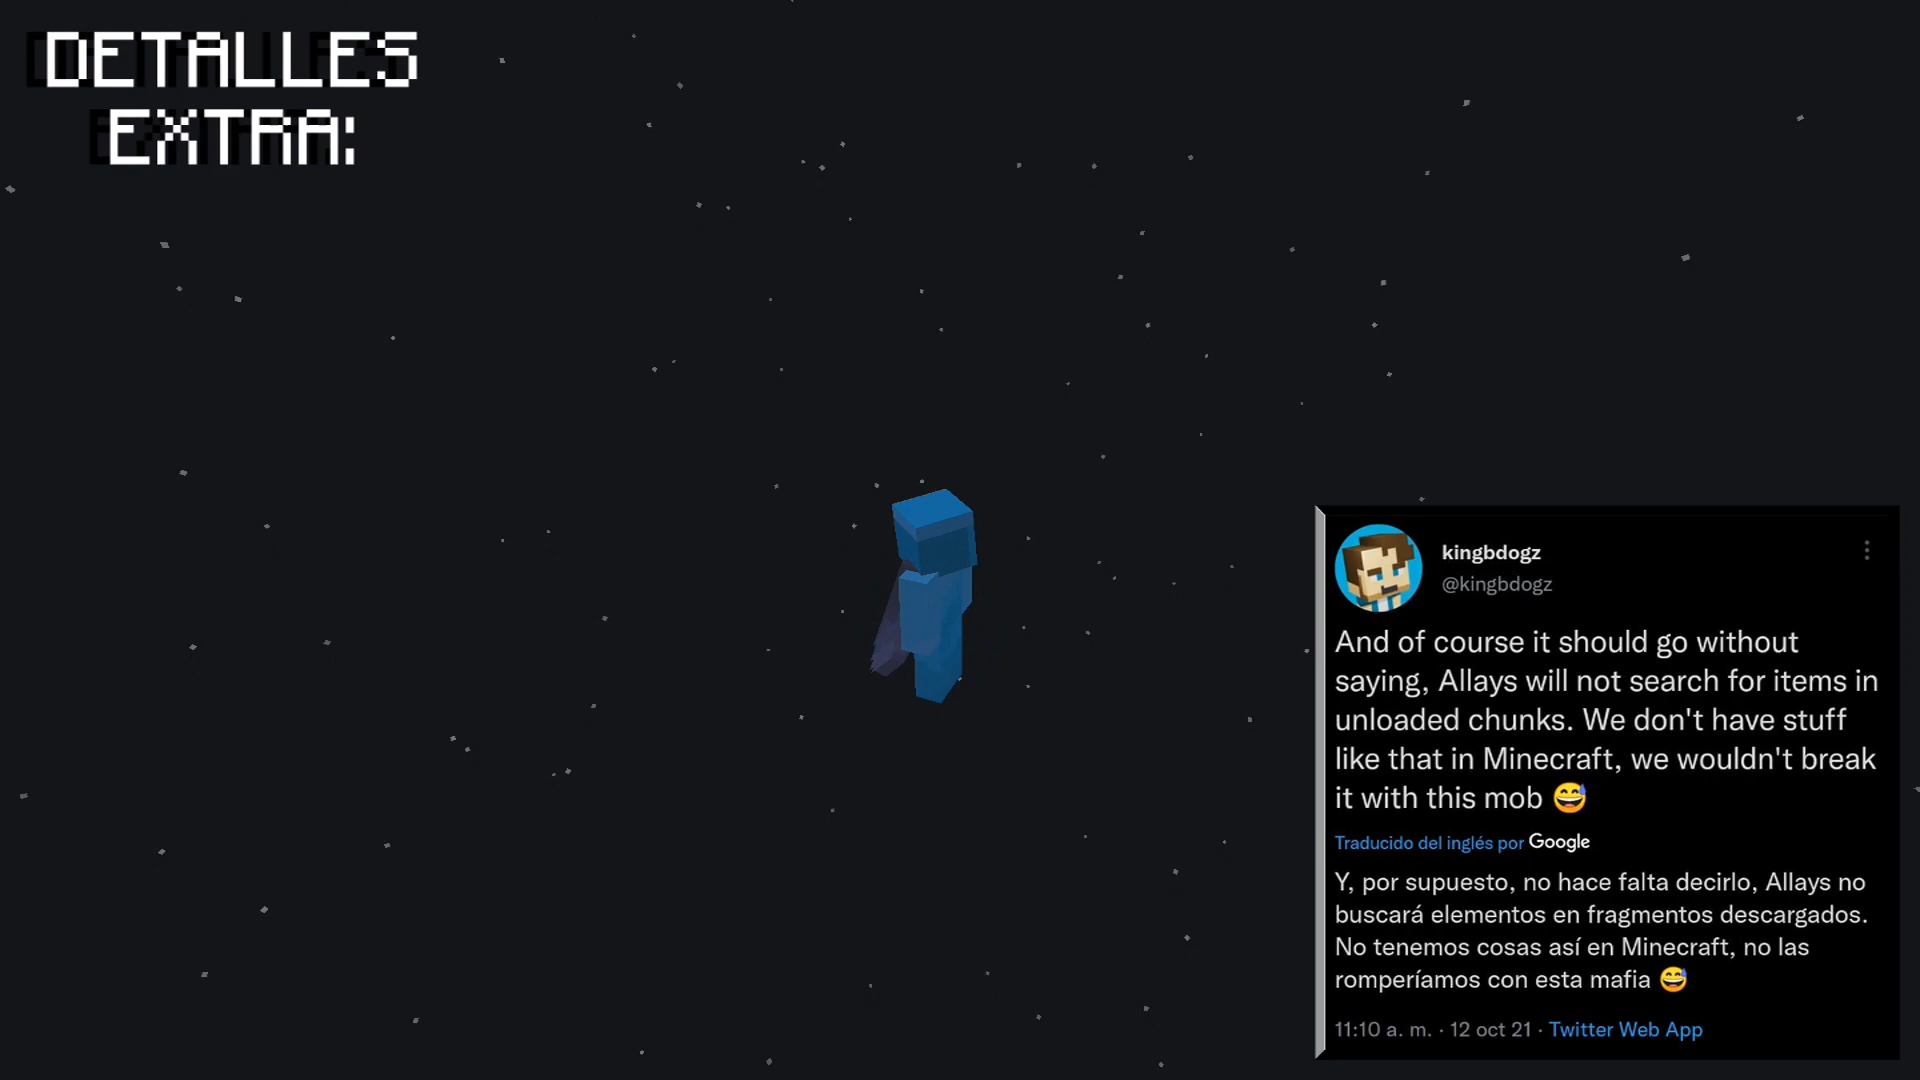 DETALLES
EXTRA:
kingbdogz
@kingbdogz
And of course it should go without
saying, Allays will not search for items in
unloaded chunks. We don't have stuff
like that in Minecraft, we wouldn't break
it with this mob 😅
Traducido del inglés por Google
Y, por supuesto, no hace falta decirlo, Allays no
buscará elementos en fragmentos descargados.
No tenemos cosas así en Minecraft, no las
romperíamos con esta mafia 😅
11:10 a. m. · 12 oct 21 · Twitter Web App